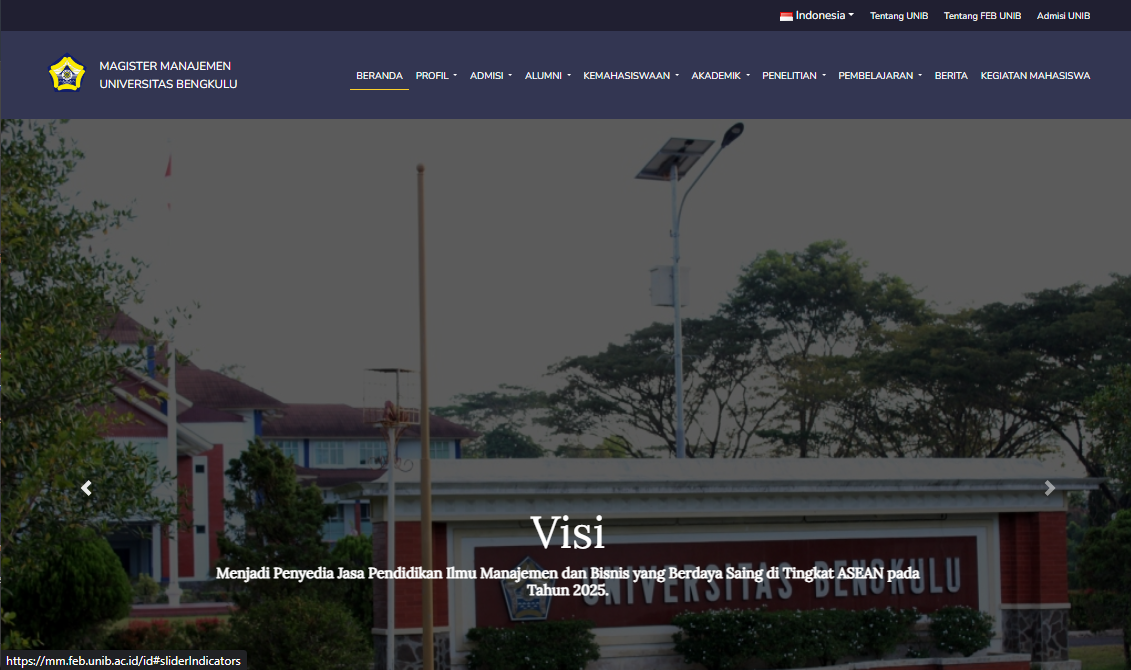 Indonesia Tentang UNIB Tentang FEB UNIB Admisi UNIB
MAGISTER MANAJEMEN
UNIVERSITAS BENGKULU
BERANDA PROFIL ADMISI ALUMNI KEMAHASISWAAN AKADEMIK PENELITIAN PEMBELAJARAN BERITA KEGIATAN MAHASISWA
Visi
Menjadi Penyedia Jasa Pendidikan Ilmu Manajemen dan Bisnis yang Berdaya Saing di Tingkat ASEAN pada
Tahun 2025.
UNIVERSITAS BENGKULU
https://mm.feb.unib.ac.id/id#sliderIndicators